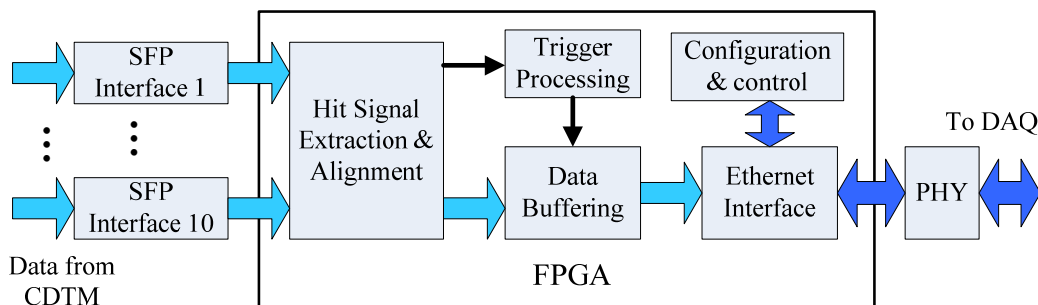 SFP
Interface 1
SFP
Interface 10
Data from
CDTM
Hit Signal
Extraction &
Alignment
Trigger
Processing
Data
Buffering
Configuration
& control
Ethernet
Interface
FPGA
PHY
To DAQ